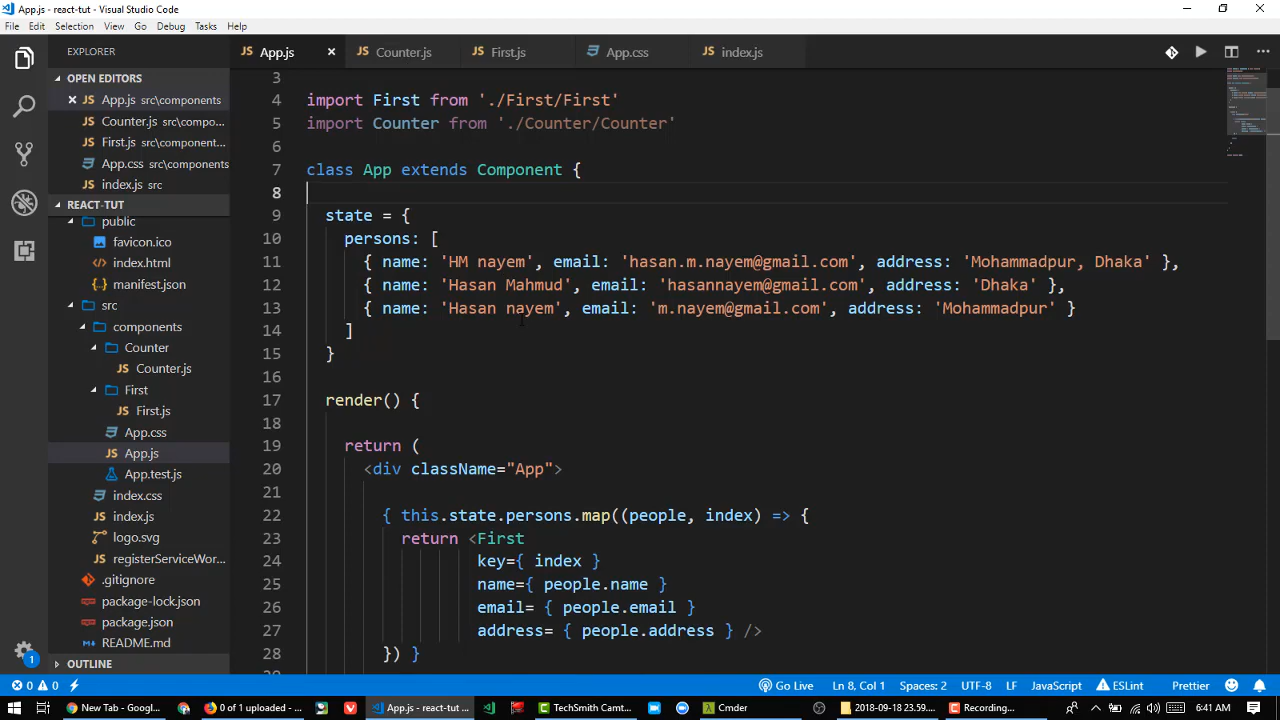 App.js - react-tut - Visual Studio Code
File Edit Selection View Go Debug Tasks Help
EXPLORER
OPEN EDITORS
App.js src\components
Counter.js src\compo...
First.js src\component...
App.css src\components
index.js src
REACT-TUT
public
favicon.ico
index.html
manifest.json
src
components
Counter
Counter.js
First
First.js
App.css
App.js
App.test.js
index.css
index.js
logo.svg
registerServiceWor...
.gitignore
package-lock.json
package.json
README.md
OUTLINE
App.js Counter.js First.js App.css index.js
3
4 import First from './First/First'
5 import Counter from './Counter/Counter'
6
7 class App extends Component {
8
9 state = {
10 persons: [
11 { name: 'HM nayem', email: 'hasan.m.nayem@gmail.com', address: 'Mohammadpur, Dhaka' },
12 { name: 'Hasan Mahmud', email: 'hasannayem@gmail.com', address: 'Dhaka' },
13 { name: 'Hasan nayem', email: 'm.nayem@gmail.com', address: 'Mohammadpur' }
14 ]
15 }
16
17 render() {
18
19 return (
20 <div className="App">
21
22 { this.state.persons.map((people, index) => {
23 return <First
24 key={ index }
25 name={ people.name }
26 email= { people.email }
27 address= { people.address } />
28 }) }
0 0 Go Live Ln 8, Col 1 Spaces: 2 UTF-8 LF JavaScript ESLint Prettier
1
New Tab - Googl... 0 of 1 uploaded - ... App.js - react-tut ... TechSmith Camt... Cmder 2018-09-18 23.59... Recording... 6:41 AM